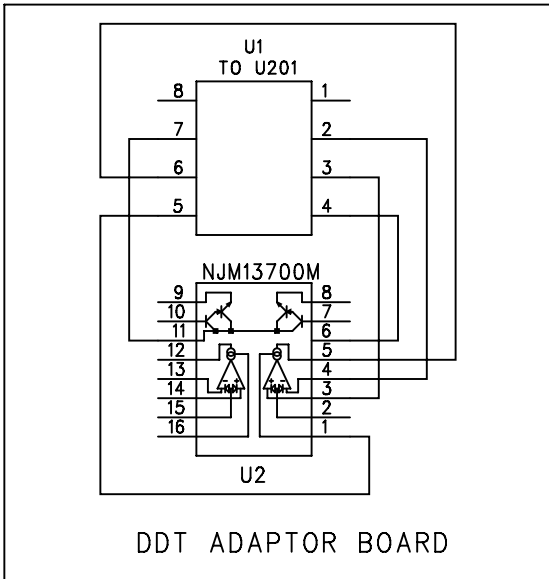 U1
TO U201
8 1
7 2
6 3
5 4
NJM13700M
9 8
10 7
11 6
12 5
13 4
14 3
15 2
16 1
- + + -
U2
DDT ADAPTOR BOARD